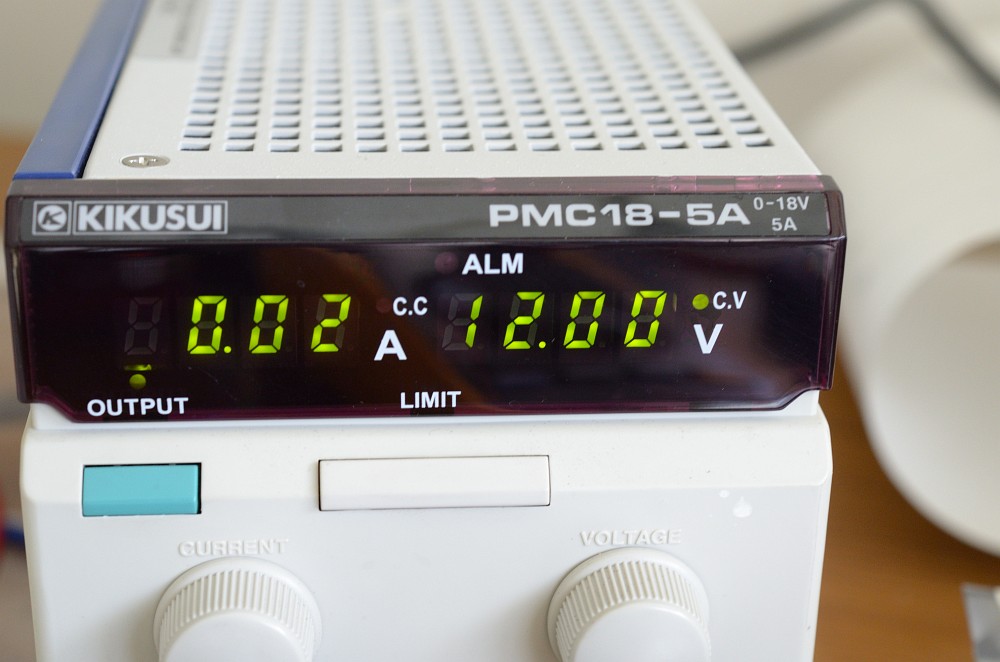 KIKUSUI PMC18-5A 0-18V
5A
ALM
0.02 A C.C 12.00 V C.V
OUTPUT LIMIT
CURRENT VOLTAGE